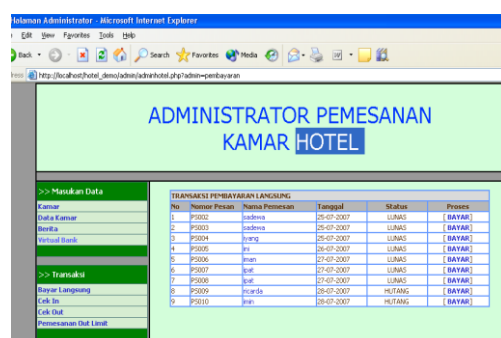 Halaman Administrator - Microsoft Internet Explorer
Edit View Favorites Tools Help
Back Search Favorites Media
http://localhost/hotel_demo/admin/adminhotel.php?admin=pembayaran
ADMINISTRATOR PEMESANAN
KAMAR HOTEL
>> Masukan Data
Kamar
Data Kamar
Berita
Virtual Bank
>> Transaksi
Bayar Langsung
Cek In
Cek Out
Pemesanan Out Limit
TRANSAKSI PEMBAYARAN LANGSUNG
No Nomor Pesan Nama Pemesan Tanggal Status Proses
1 PS002 sadewa 25-07-2007 LUNAS [ BAYAR]
2 PS003 sadewa 25-07-2007 LUNAS [ BAYAR]
3 PS004 iyang 25-07-2007 LUNAS [ BAYAR]
4 PS005 ini 26-07-2007 LUNAS [ BAYAR]
5 PS006 iman 27-07-2007 LUNAS [ BAYAR]
6 PS007 ipat 27-07-2007 LUNAS [ BAYAR]
7 PS008 ipat 27-07-2007 LUNAS [ BAYAR]
8 PS009 ricarda 28-07-2007 HUTANG [ BAYAR]
9 PS010 imin 28-07-2007 HUTANG [ BAYAR]